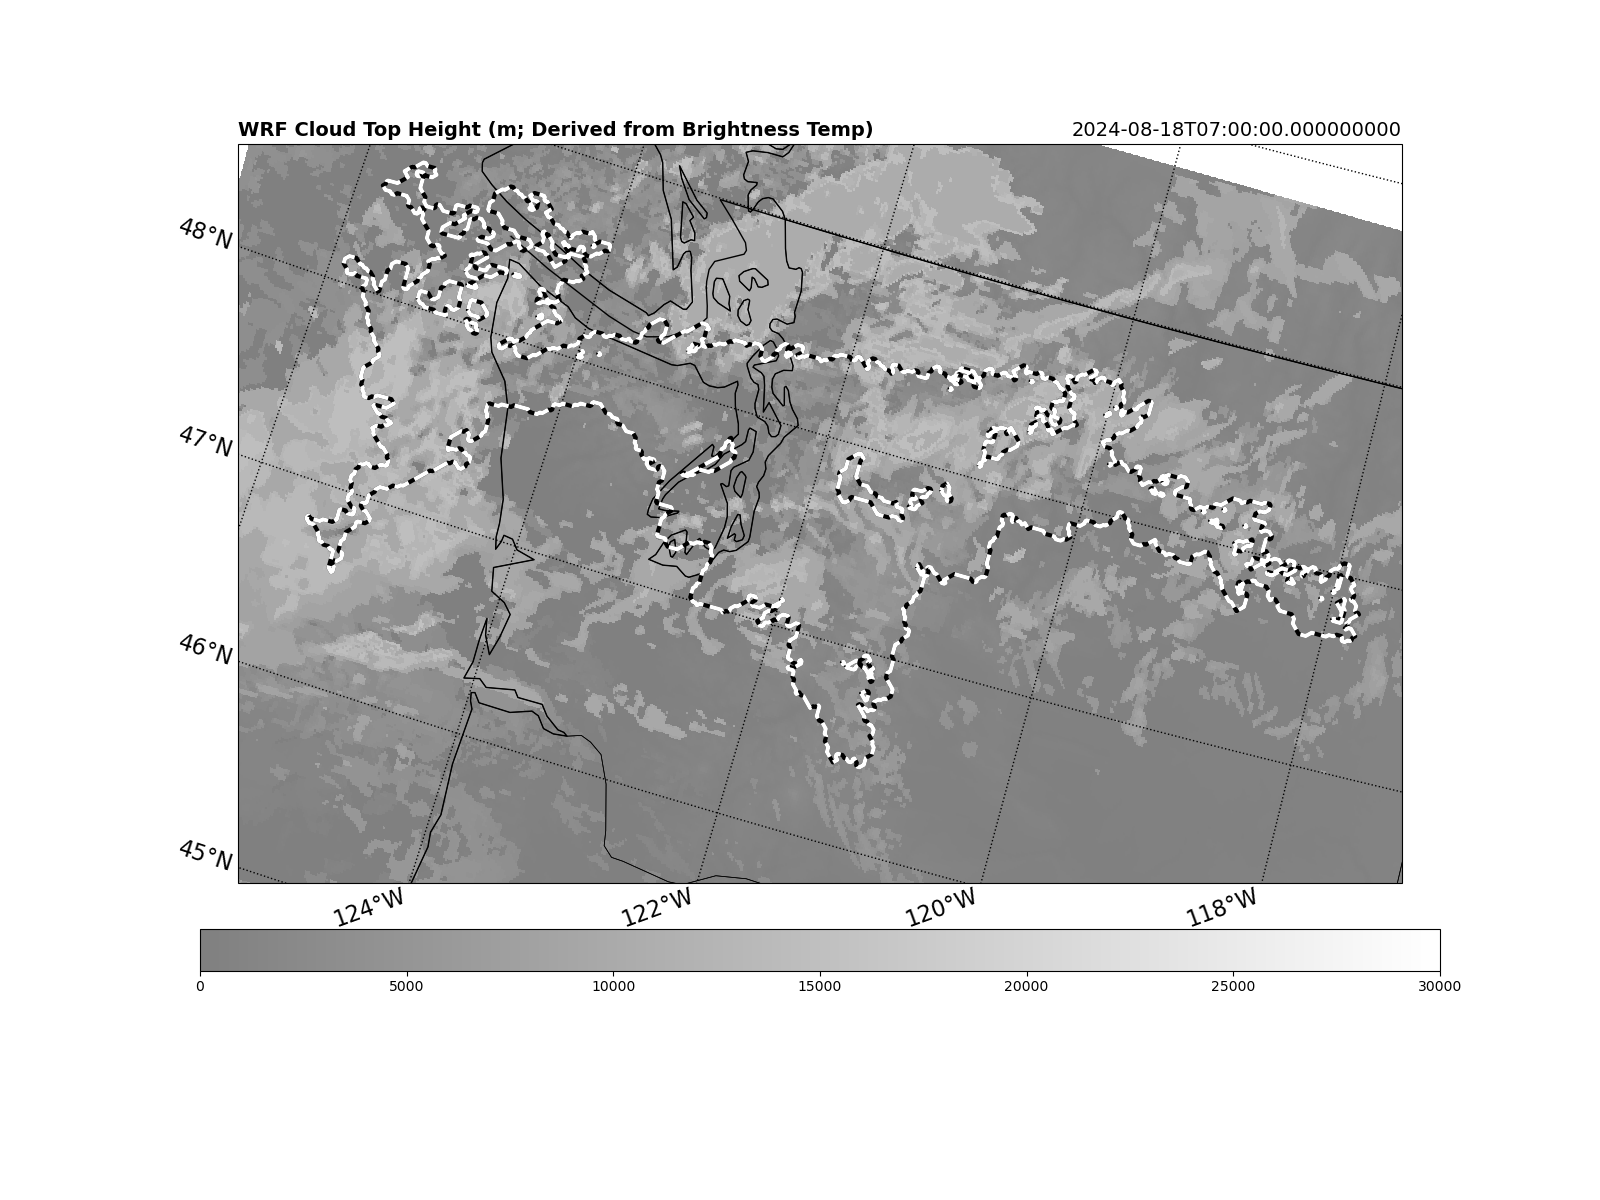 WRF Cloud Top Height (m; Derived from Brightness Temp) 2024-08-18T07:00:00.000000000
48°N
47°N
46°N
45°N
124°W 122°W 120°W 118°W
0 5000 10000 15000 20000 25000 30000